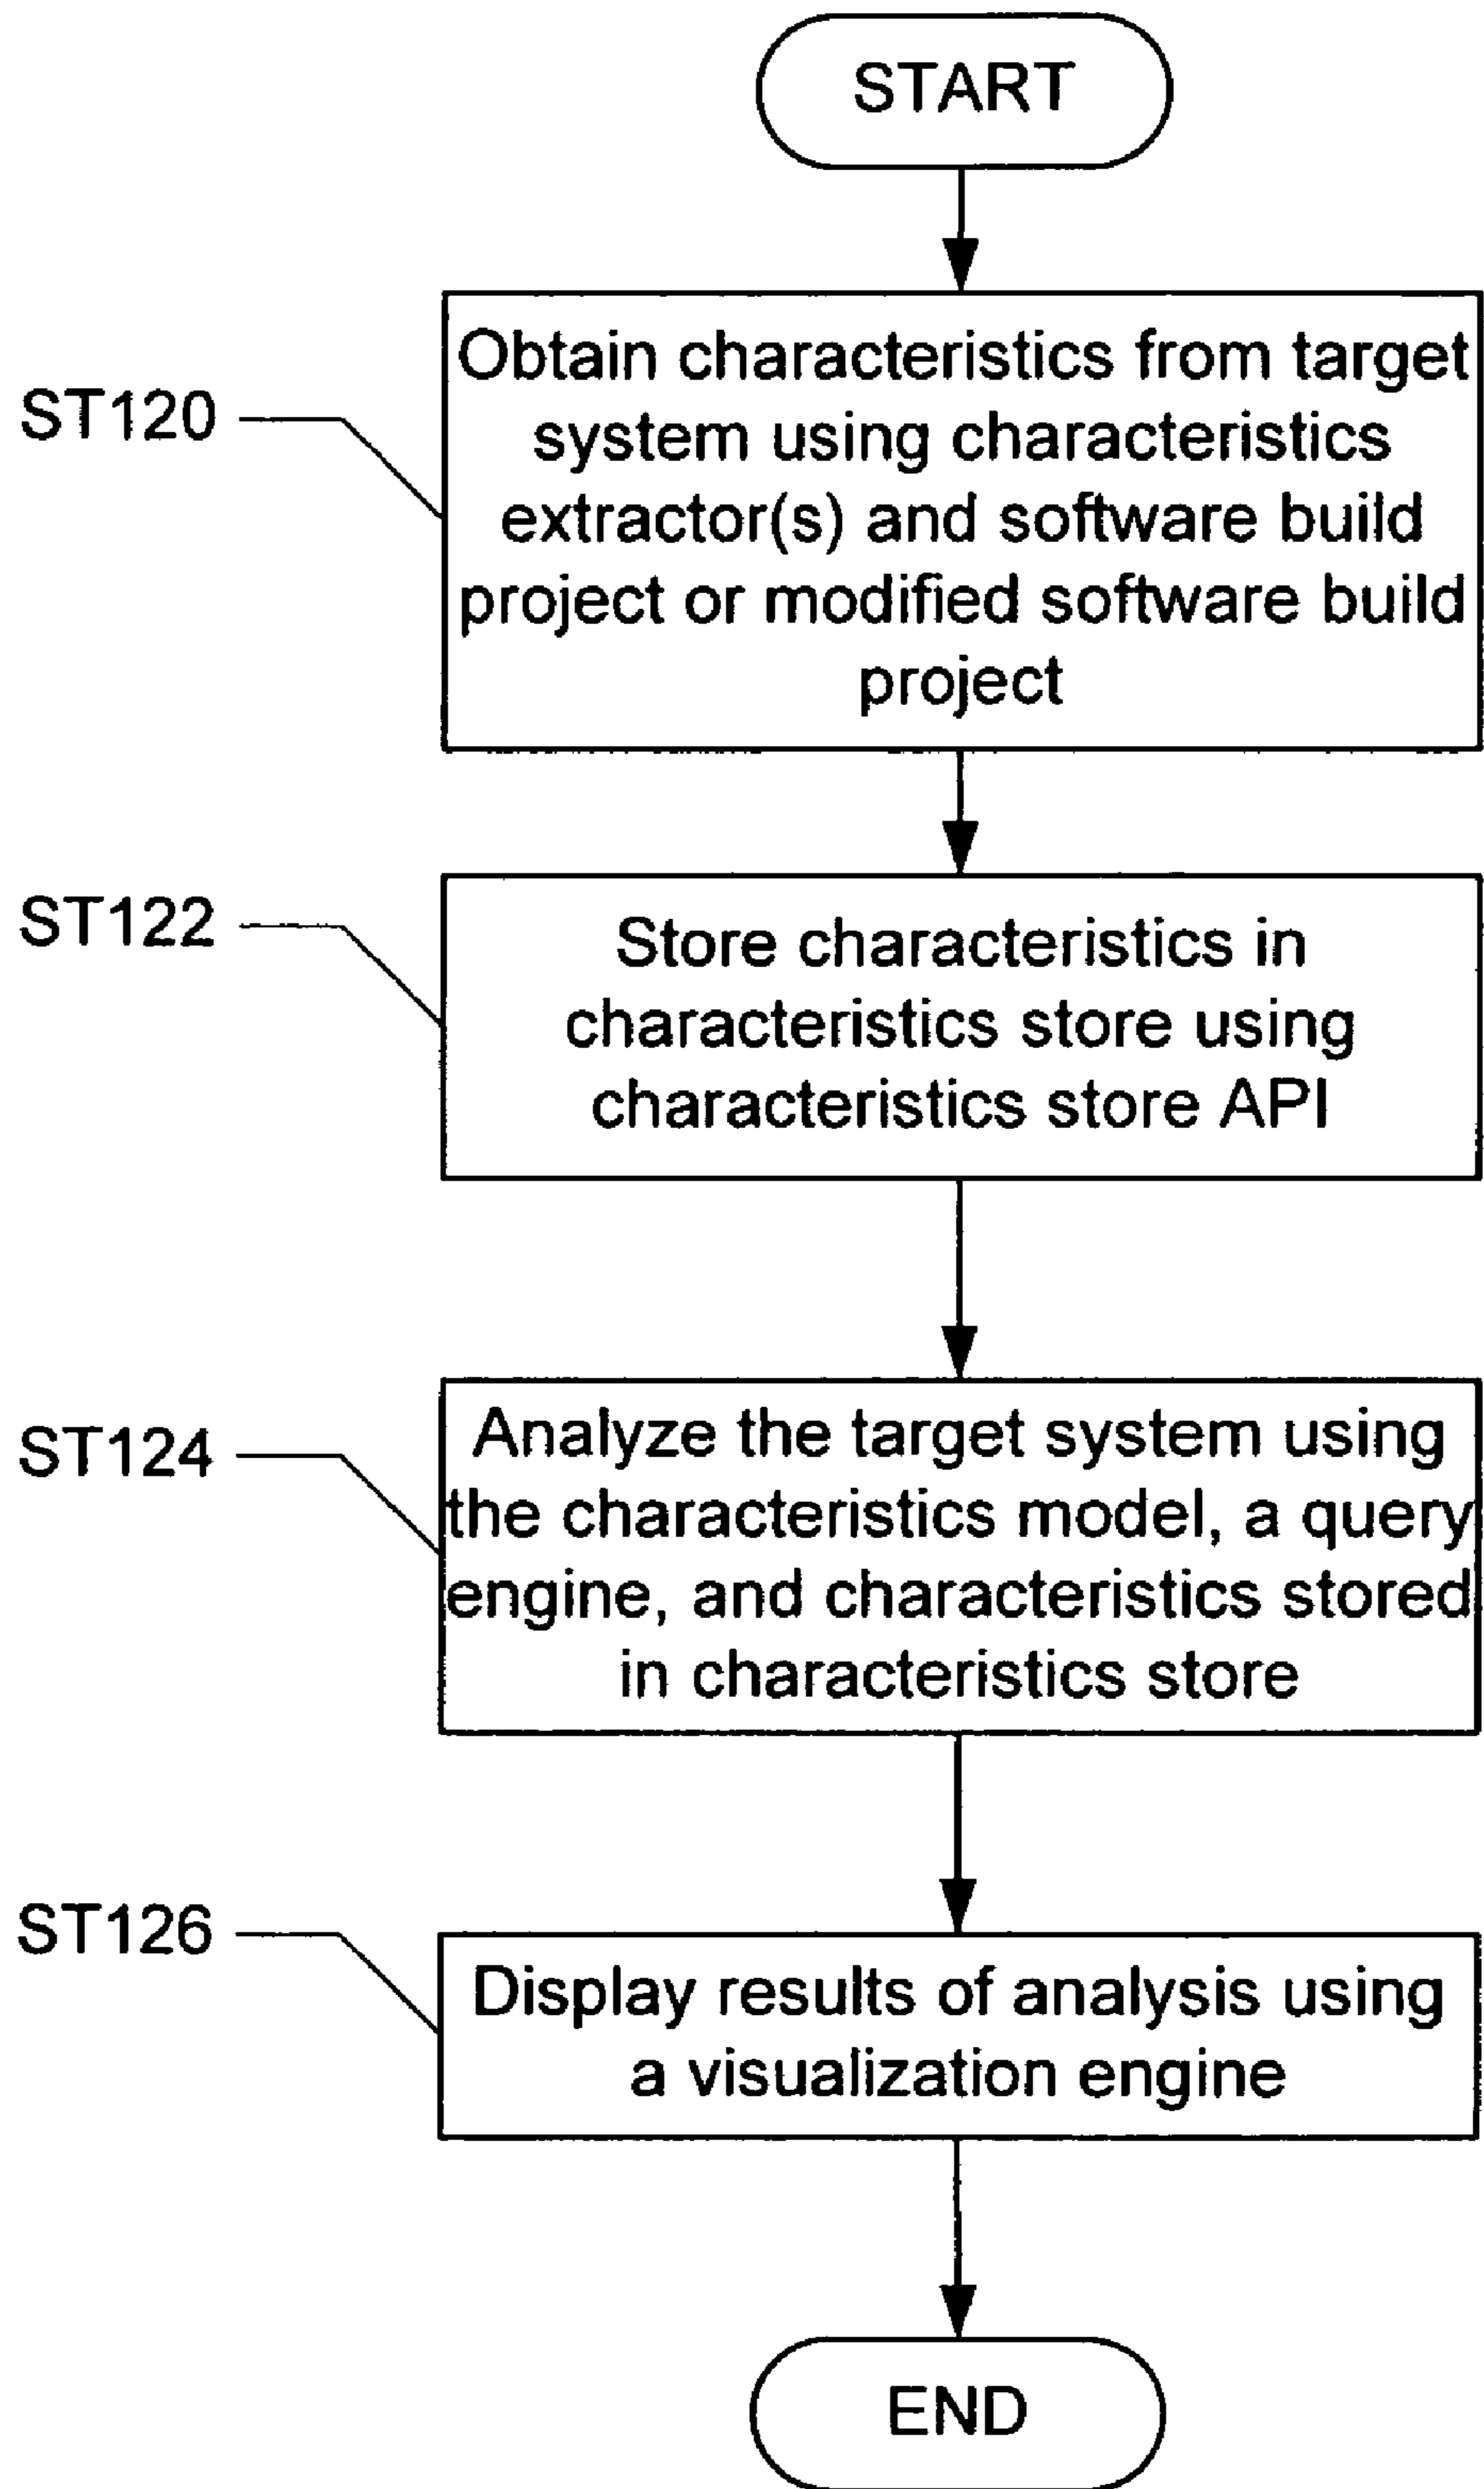 START
ST120
Obtain characteristics from target
system using characteristics
extractor(s) and software build
project or modified software build
project
ST122
Store characteristics in
characteristics store using
characteristics store API
ST124
Analyze the target system using
the characteristics model, a query
engine, and characteristics stored
in characteristics store
ST126
Display results of analysis using
a visualization engine
END